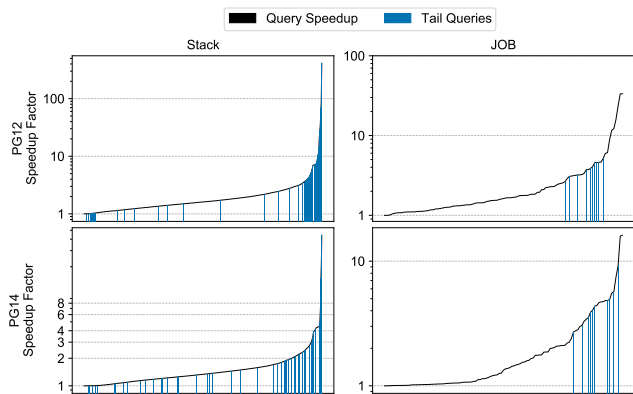 Query Speedup Tail Queries
Stack JOB
PG12
Speedup Factor
100
10
1
100
10
1
PG14
Speedup Factor
8
6
4
3
2
1
10
1